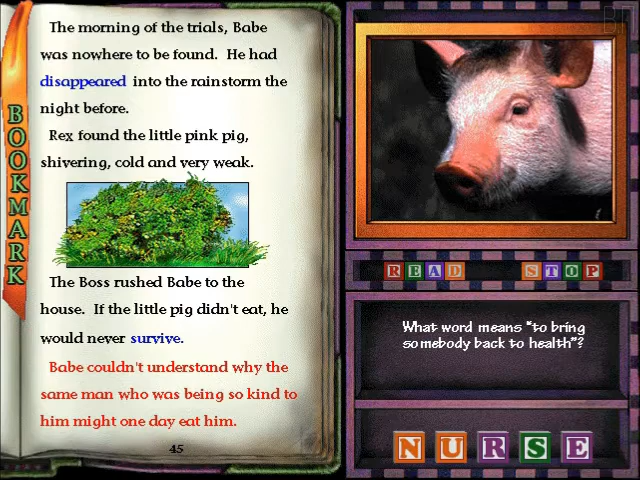 The morning of the trials, Babe
was nowhere to be found. He had
disappeared into the rainstorm the
night before.
Rex found the little pink pig,
shivering, cold and very weak.
The Boss rushed Babe to the
house. If the little pig didn't eat, he
would never survive.
Babe couldn't understand why the
same man who was being so kind to
him might one day eat him.
45
BOOKMARK
READ STOP
What word means "to bring
somebody back to health"?
NURSE